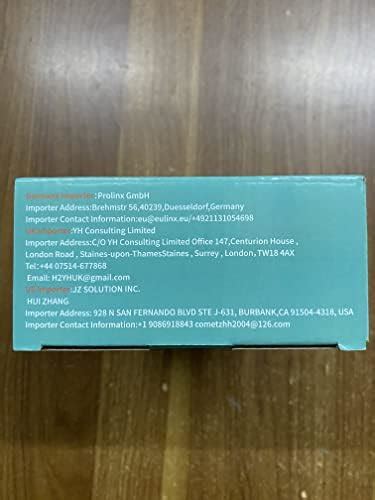 Germany Importer:Prolinx GmbH
Importer Address:Brehmstr 56,40239,Duesseldorf,Germany
Importer Contact Information:eu@eulinx.eu/+4921131054698
UK Importer:YH Consulting Limited
Importer Address:C/O YH Consulting Limited Office 147,Centurion House ,
London Road , Staines-upon-ThamesStaines , Surrey , London,TW18 4AX
Tel:+44 07514-677868
Email: H2YHUK@gmail.com
US Importer:JZ SOLUTION INC.
HUI ZHANG
Importer Address: 928 N SAN FERNANDO BLVD STE J-631, BURBANK,CA 91504-4318, USA
Importer Contact Information:+1 9086918843 cometzhh2004@126.com